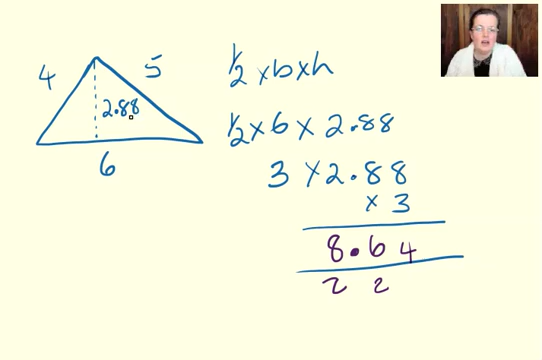 4 5
2.88
6
1/2 × b × h
1/2 × 6 × 2.88
3 × 2.88
× 3
8.64
2 2